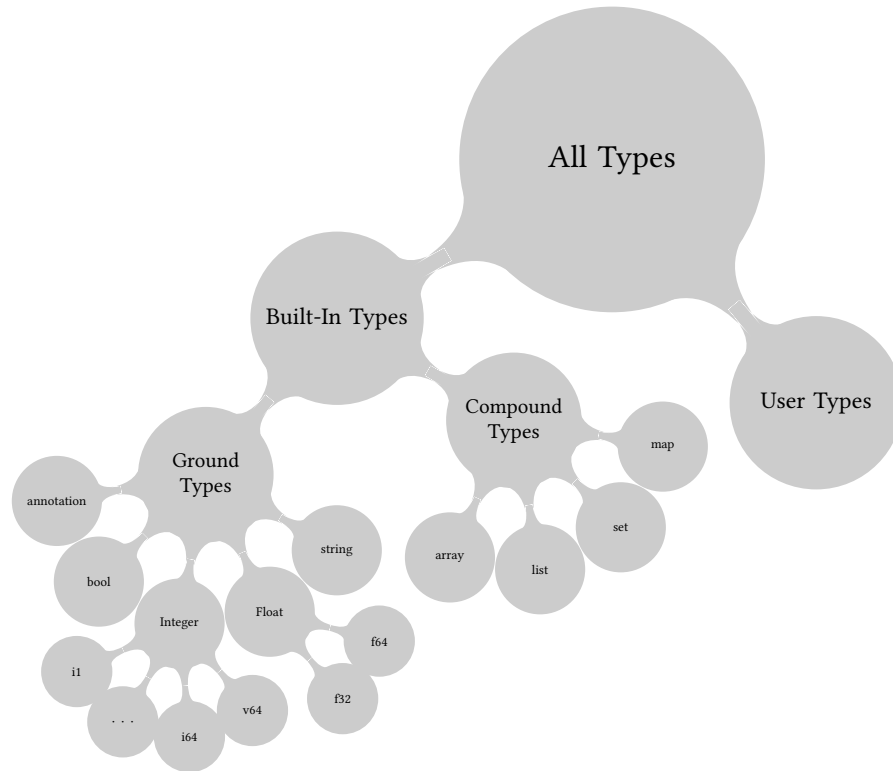 All Types
Built-In Types
User Types
Compound
Types
map
Ground
Types
annotation
set
string
array
list
bool
Float
Integer
f64
i1
f32
v64
. . .
i64